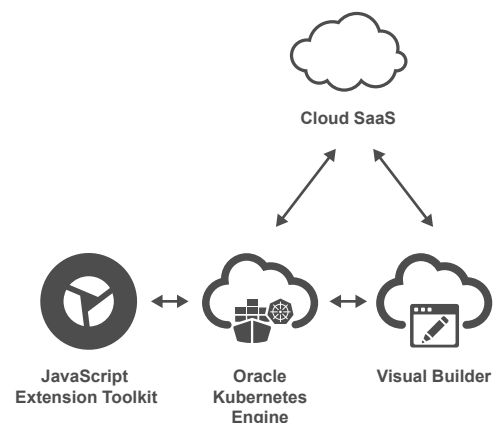 Cloud SaaS
JavaScript
Extension Toolkit
Oracle
Kubernetes
Engine
Visual Builder